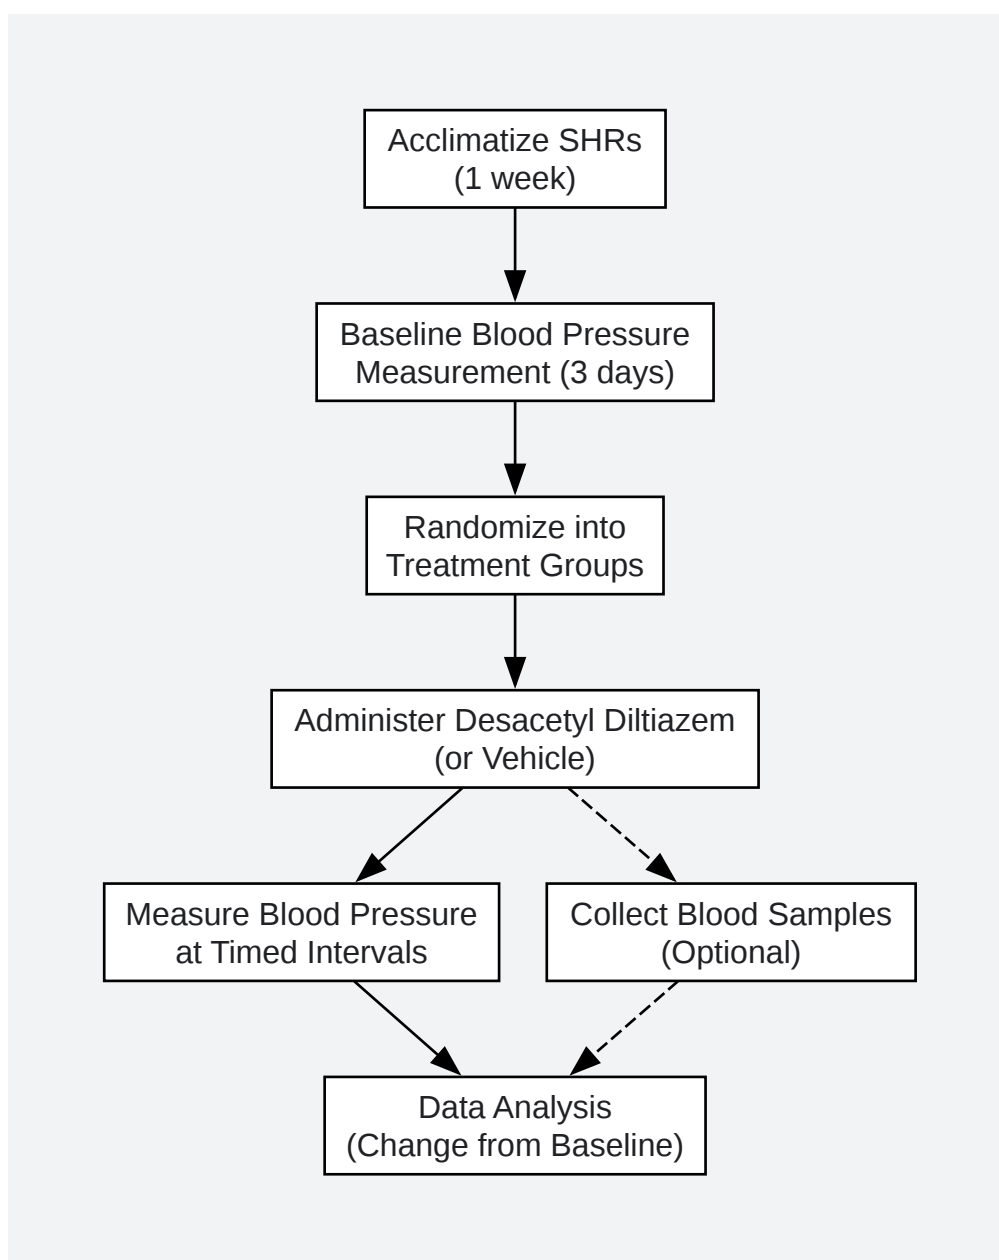 Acclimatize SHRs
(1 week)
Baseline Blood Pressure
Measurement (3 days)
Randomize into
Treatment Groups
Administer Desacetyl Diltiazem
(or Vehicle)
Measure Blood Pressure
at Timed Intervals
Collect Blood Samples
(Optional)
Data Analysis
(Change from Baseline)